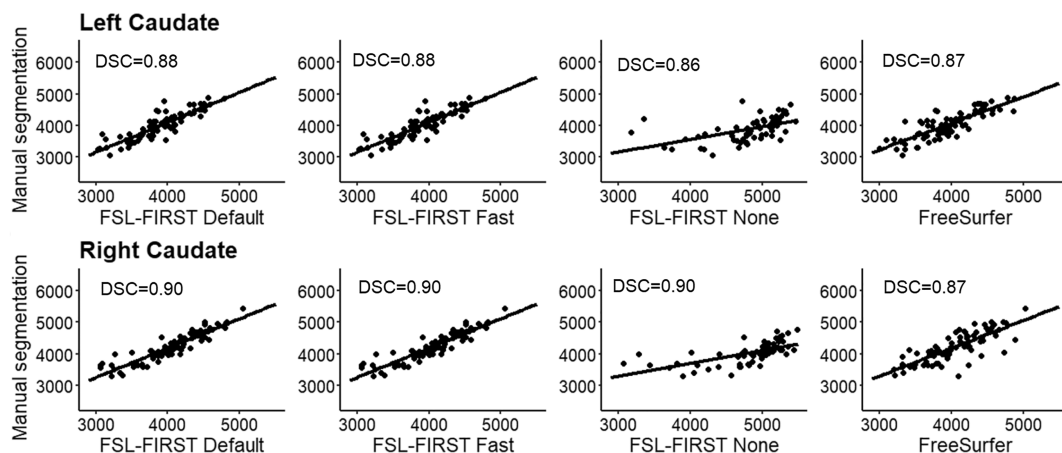 Left Caudate
Manual segmentation
6000
5000
4000
3000
DSC=0.88
3000 4000 5000
FSL-FIRST Default
6000
5000
4000
3000
DSC=0.88
3000 4000 5000
FSL-FIRST Fast
6000
5000
4000
3000
DSC=0.86
3000 4000 5000
FSL-FIRST None
6000
5000
4000
3000
DSC=0.87
3000 4000 5000
FreeSurfer
Right Caudate
Manual segmentation
6000
5000
4000
3000
DSC=0.90
3000 4000 5000
FSL-FIRST Default
6000
5000
4000
3000
DSC=0.90
3000 4000 5000
FSL-FIRST Fast
6000
5000
4000
3000
DSC=0.90
3000 4000 5000
FSL-FIRST None
6000
5000
4000
3000
DSC=0.87
3000 4000 5000
FreeSurfer